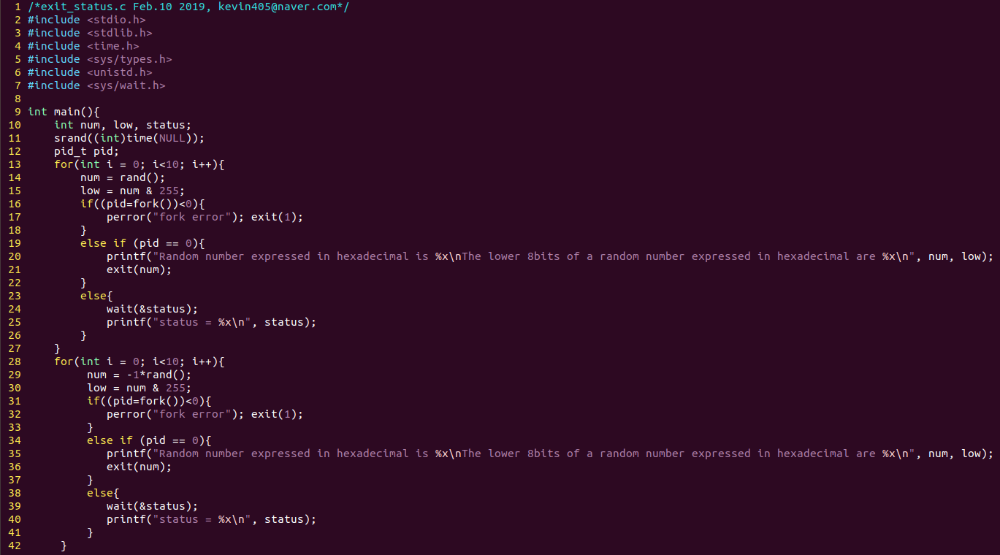 1 /*exit_status.c Feb.10 2019, kevin405@naver.com*/
2 #include <stdio.h>
3 #include <stdlib.h>
4 #include <time.h>
5 #include <sys/types.h>
6 #include <unistd.h>
7 #include <sys/wait.h>
8
9 int main(){
10     int num, low, status;
11     srand((int)time(NULL));
12     pid_t pid;
13     for(int i = 0; i<10; i++){
14         num = rand();
15         low = num & 255;
16         if((pid=fork())<0){
17             perror("fork error"); exit(1);
18         }
19         else if (pid == 0){
20             printf("Random number expressed in hexadecimal is %x\nThe lower 8bits of a random number expressed in hexadecimal are %x\n", num, low);
21             exit(num);
22         }
23         else{
24             wait(&status);
25             printf("status = %x\n", status);
26         }
27     }
28     for(int i = 0; i<10; i++){
29          num = -1*rand();
30          low = num & 255;
31          if((pid=fork())<0){
32             perror("fork error"); exit(1);
33          }
34          else if (pid == 0){
35             printf("Random number expressed in hexadecimal is %x\nThe lower 8bits of a random number expressed in hexadecimal are %x\n", num, low);
36             exit(num);
37          }
38          else{
39             wait(&status);
40             printf("status = %x\n", status);
41          }
42      }